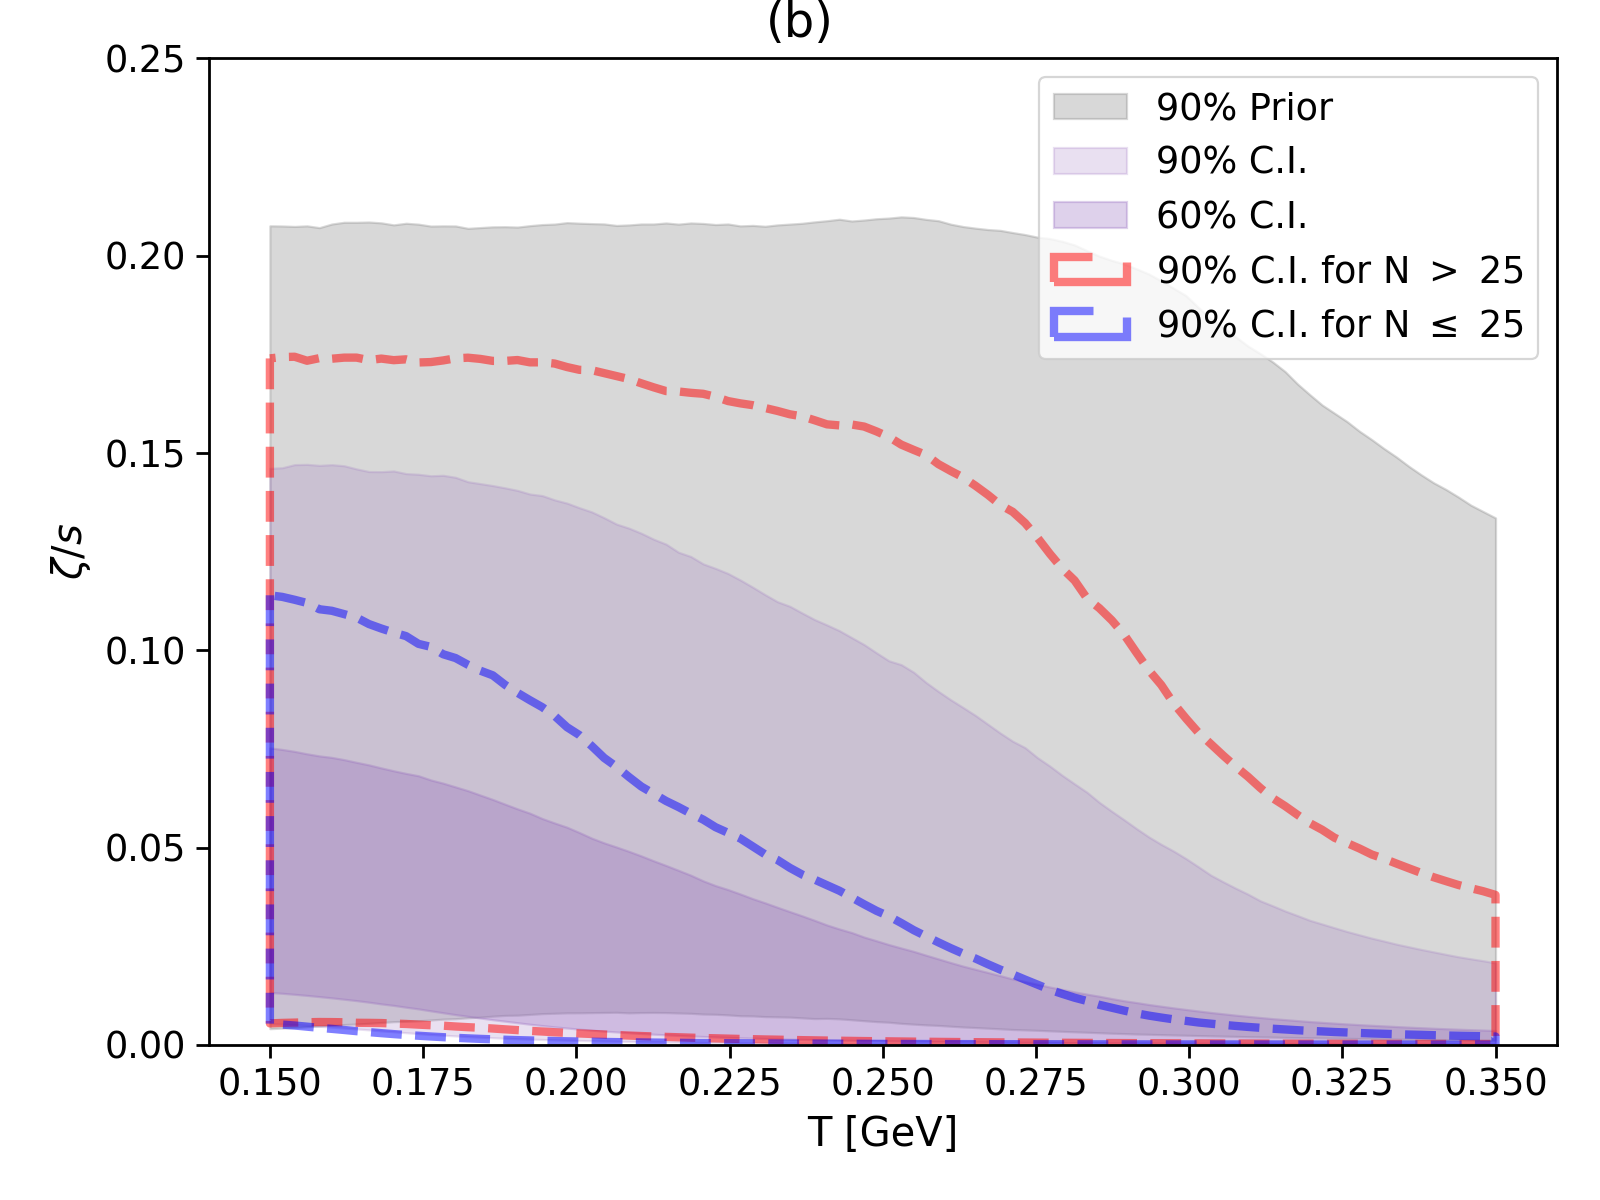 (b)
0.25
0.20
0.15
0.10
0.05
0.00
ζ/s
90% Prior
90% C.I.
60% C.I.
90% C.I. for N > 25
90% C.I. for N ≤ 25
0.150 0.175 0.200 0.225 0.250 0.275 0.300 0.325 0.350
T [GeV]